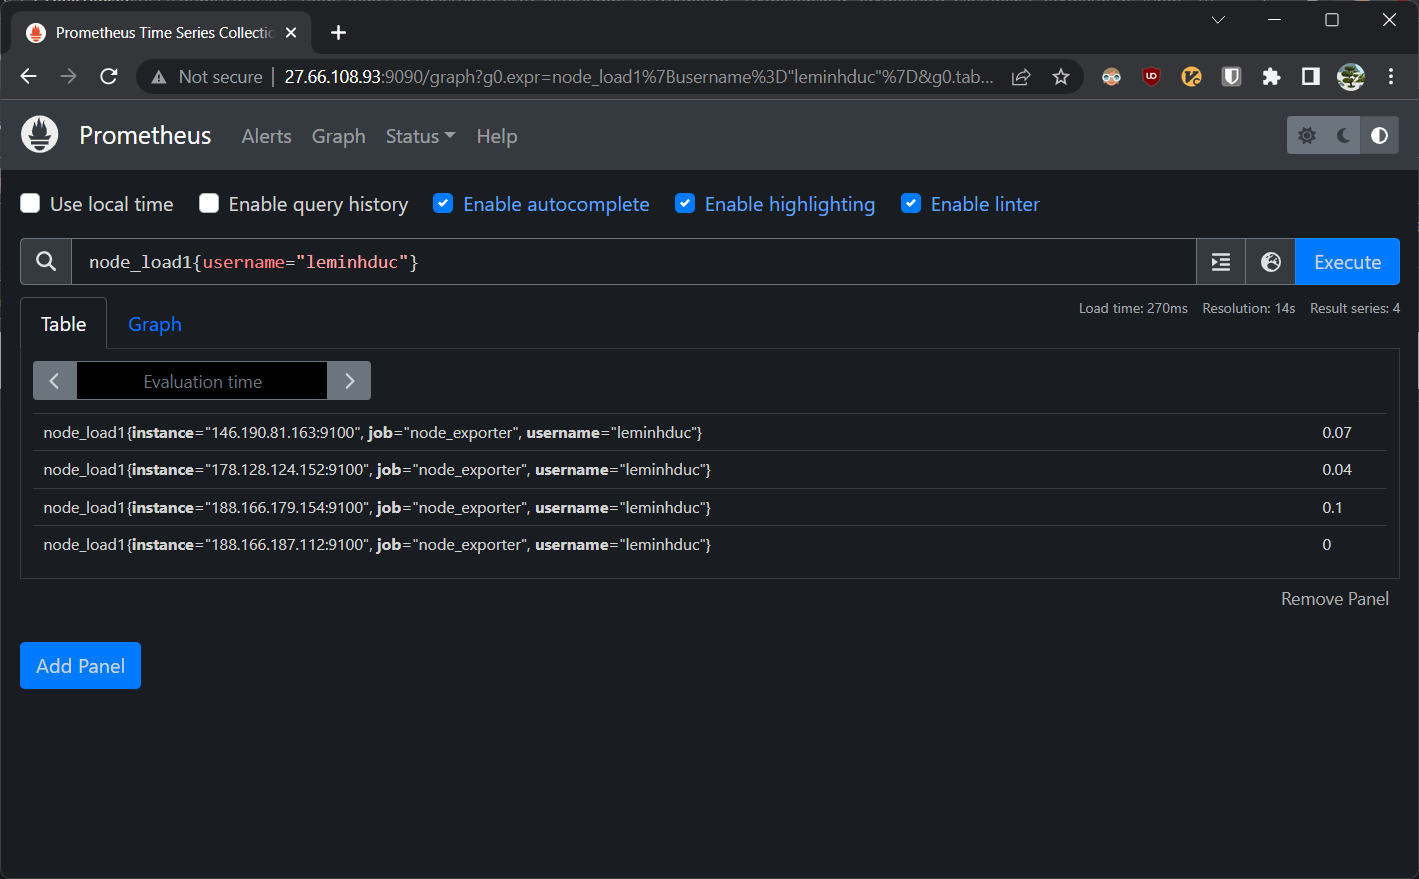 Prometheus Time Series Collectio
Not secure | 27.66.108.93:9090/graph?g0.expr=node_load1%7Busername%3D"leminhduc"%7D&g0.tab...
Prometheus Alerts Graph Status Help
Use local time Enable query history Enable autocomplete Enable highlighting Enable linter
node_load1{username="leminhduc"} Execute
Load time: 270ms Resolution: 14s Result series: 4
Table Graph
Evaluation time
node_load1{instance="146.190.81.163:9100", job="node_exporter", username="leminhduc"} 0.07
node_load1{instance="178.128.124.152:9100", job="node_exporter", username="leminhduc"} 0.04
node_load1{instance="188.166.179.154:9100", job="node_exporter", username="leminhduc"} 0.1
node_load1{instance="188.166.187.112:9100", job="node_exporter", username="leminhduc"} 0
Remove Panel
Add Panel